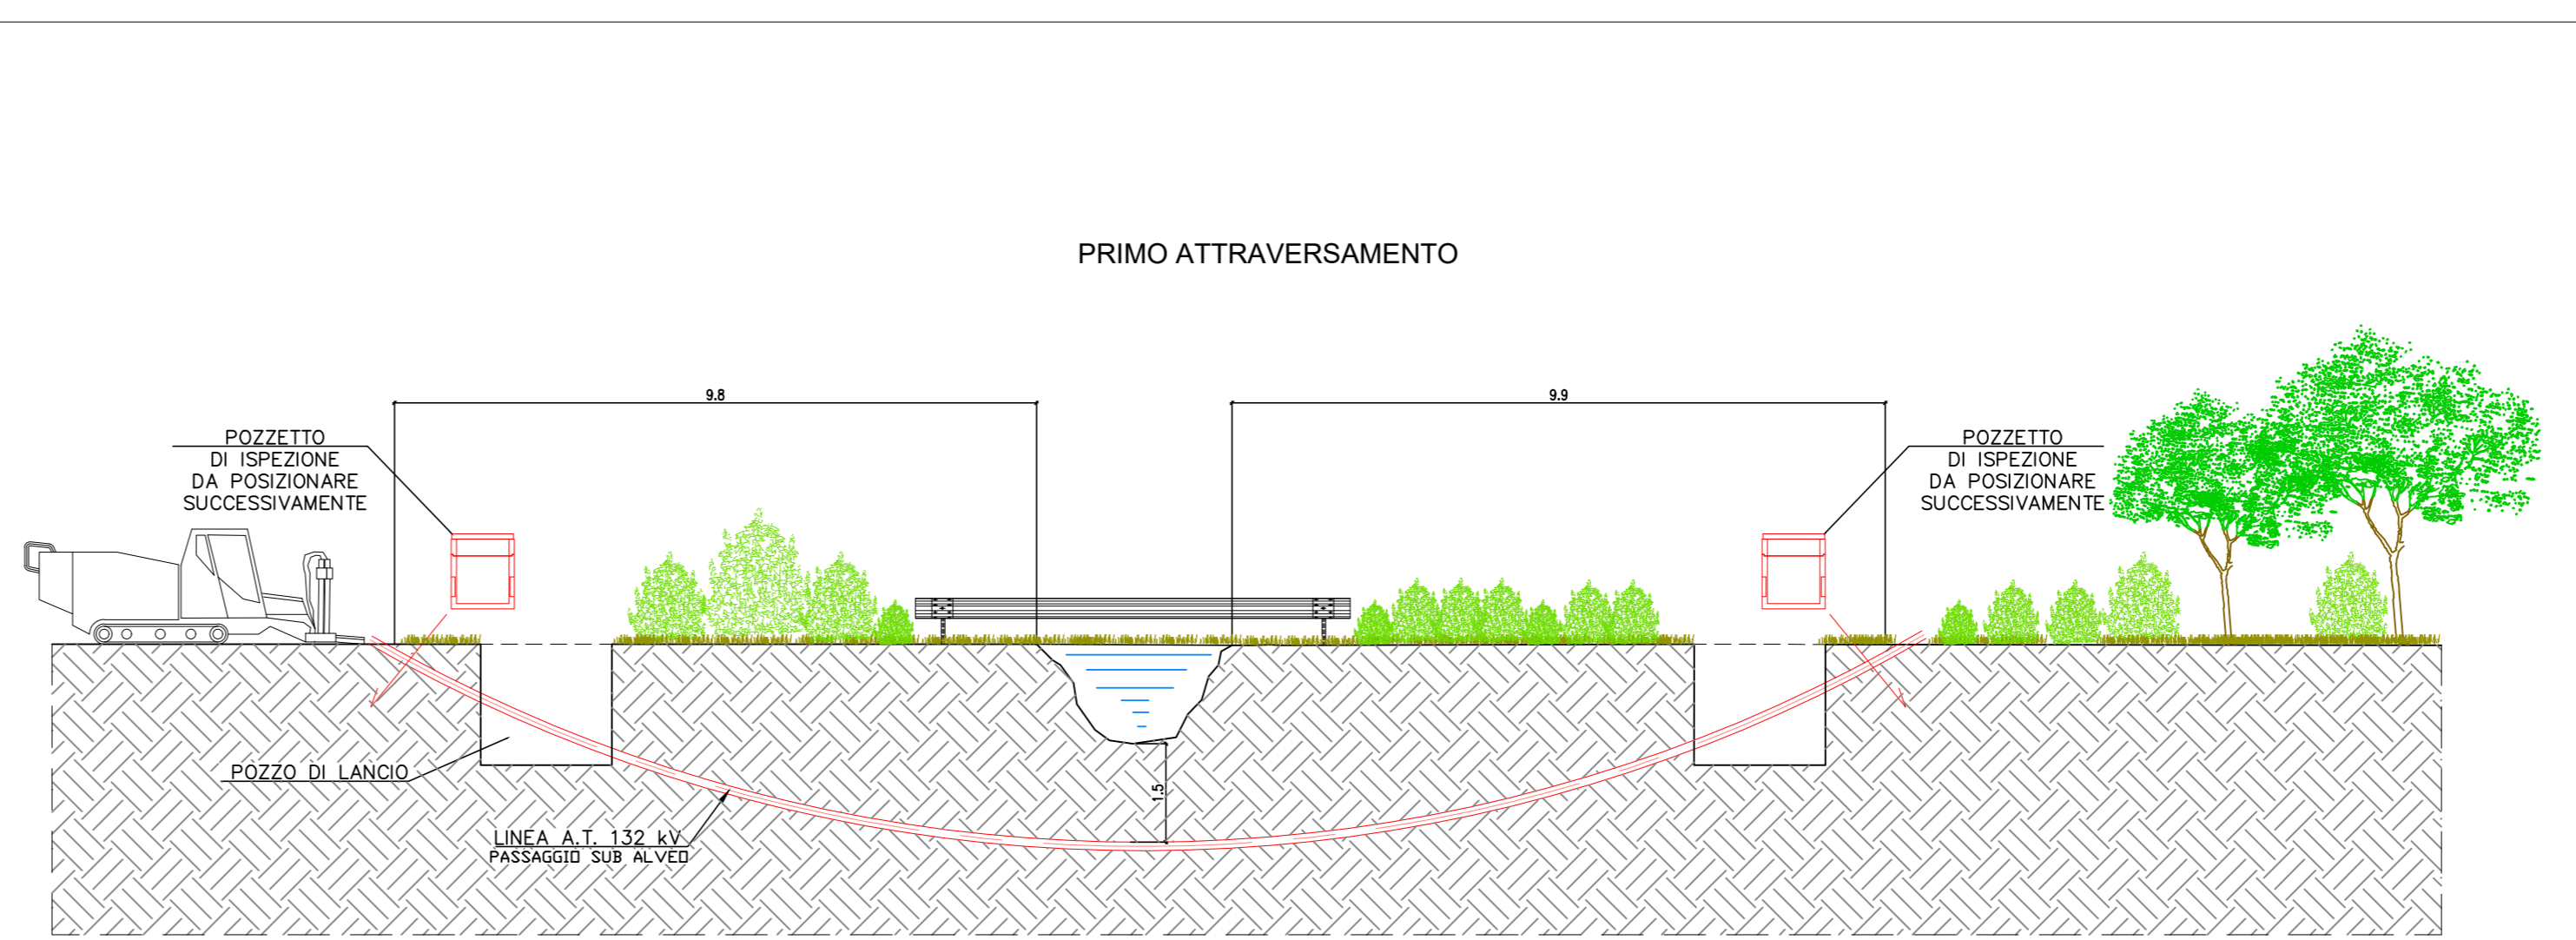 PRIMO ATTRAVERSAMENTO
9.8
9.9
POZZETTO
DI ISPEZIONE
DA POSIZIONARE
SUCCESSIVAMENTE
POZZETTO
DI ISPEZIONE
DA POSIZIONARE
SUCCESSIVAMENTE
POZZO DI LANCIO
1.5
LINEA A.T. 132 kV
PASSAGGIO SUB ALVEO